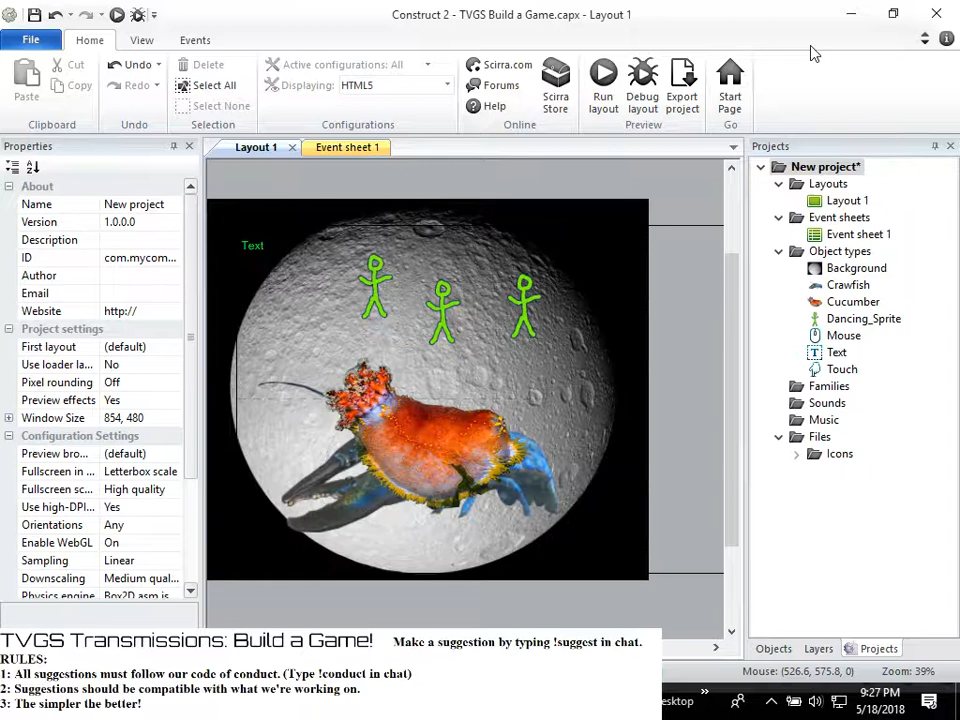 Construct 2 - TVGS Build a Game.capx - Layout 1
File Home View Events
Paste Cut Copy Clipboard
Undo Redo Undo
Delete Select All Select None Selection
Active configurations: All
Displaying: HTML5
Configurations
Scirra.com Forums Help Scirra Store Online
Run layout Debug layout Export project Preview
Start Page Go
Properties
Layout 1 Event sheet 1
Projects
About
Name New project
Version 1.0.0.0
Description
ID com.mycom...
Author
Email
Website http://
Project settings
First layout (default)
Use loader la... No
Pixel rounding Off
Preview effects Yes
Window Size 854, 480
Configuration Settings
Preview bro... (default)
Fullscreen in ... Letterbox scale
Fullscreen sc... High quality
Use high-DPI... Yes
Orientations Any
Enable WebGL On
Sampling Linear
Downscaling Medium qual...
Physics engine Box2D asm.js
Text
New project*
Layouts
Layout 1
Event sheets
Event sheet 1
Object types
Background
Crawfish
Cucumber
Dancing_Sprite
Mouse
Text
Touch
Families
Sounds
Music
Files
Icons
Objects Layers Projects
Mouse: (526.6, 575.8, 0) Zoom: 39%
TVGS Transmissions: Build a Game! Make a suggestion by typing !suggest in chat.
RULES:
1: All suggestions must follow our code of conduct. (Type !conduct in chat)
2: Suggestions should be compatible with what we're working on.
3: The simpler the better!
esktop
9:27 PM
5/18/2018